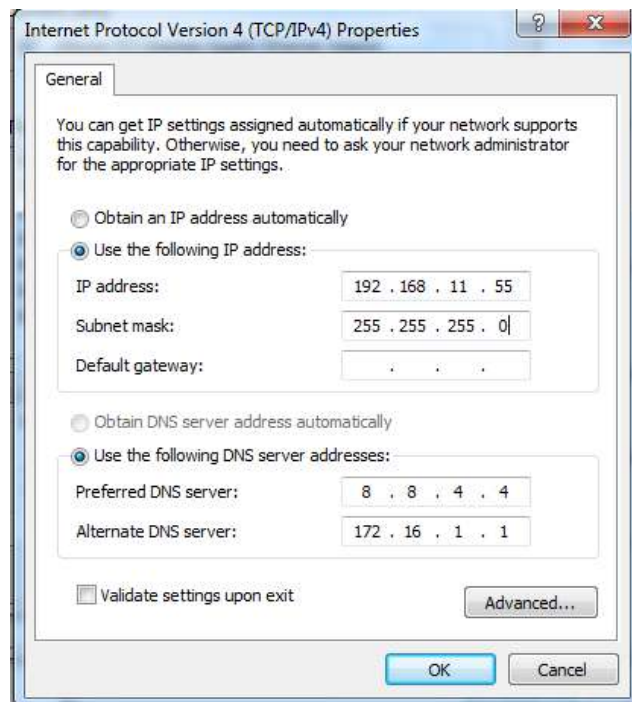 Internet Protocol Version 4 (TCP/IPv4) Properties
General
You can get IP settings assigned automatically if your network supports
this capability. Otherwise, you need to ask your network administrator
for the appropriate IP settings.
Obtain an IP address automatically
Use the following IP address:
IP address: 192 . 168 . 11 . 55
Subnet mask: 255 . 255 . 255 . 0
Default gateway: . . .
Obtain DNS server address automatically
Use the following DNS server addresses:
Preferred DNS server: 8 . 8 . 4 . 4
Alternate DNS server: 172 . 16 . 1 . 1
Validate settings upon exit
Advanced...
OK Cancel